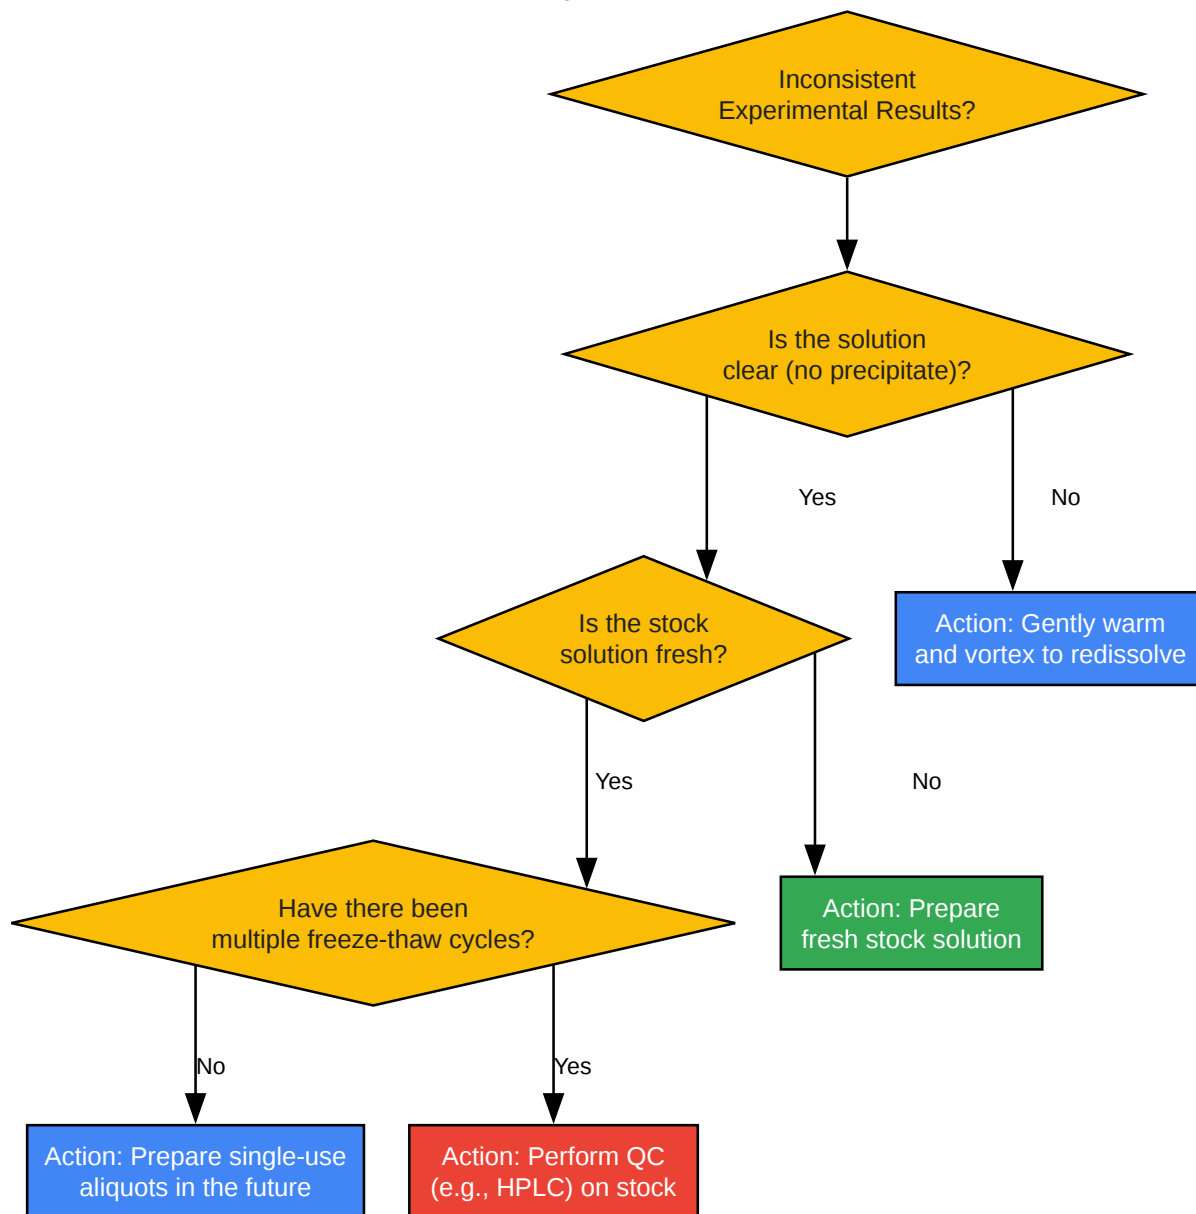 Inconsistent
Experimental Results?
Is the solution
clear (no precipitate)?
Yes
No
Is the stock
solution fresh?
Action: Gently warm
and vortex to redissolve
Yes
No
Have there been
multiple freeze-thaw cycles?
Action: Prepare
fresh stock solution
No
Yes
Action: Prepare single-use
aliquots in the future
Action: Perform QC
(e.g., HPLC) on stock